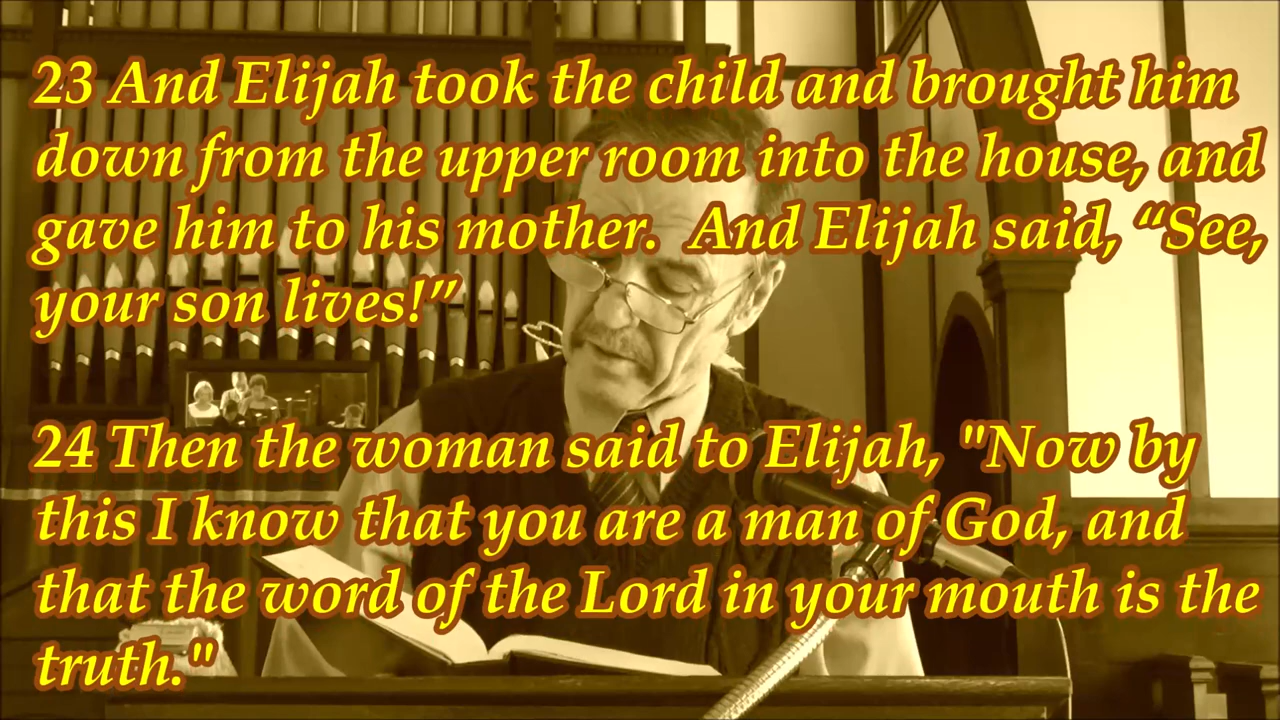 23 And Elijah took the child and brought him
down from the upper room into the house, and
gave him to his mother.  And Elijah said, “See,
your son lives!”
24 Then the woman said to Elijah, "Now by
this I know that you are a man of God, and
that the word of the Lord in your mouth is the
truth."